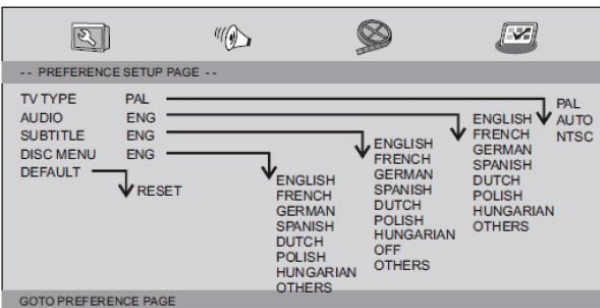 -- PREFERENCE SETUP PAGE --
TV TYPE PAL
AUDIO ENG
SUBTITLE ENG
DISC MENU ENG
DEFAULT
RESET
ENGLISH
FRENCH
GERMAN
SPANISH
DUTCH
POLISH
HUNGARIAN
OTHERS
ENGLISH
FRENCH
GERMAN
SPANISH
DUTCH
POLISH
HUNGARIAN
OFF
OTHERS
ENGLISH
FRENCH
GERMAN
SPANISH
DUTCH
POLISH
HUNGARIAN
OTHERS
PAL
AUTO
NTSC
GOTO PREFERENCE PAGE